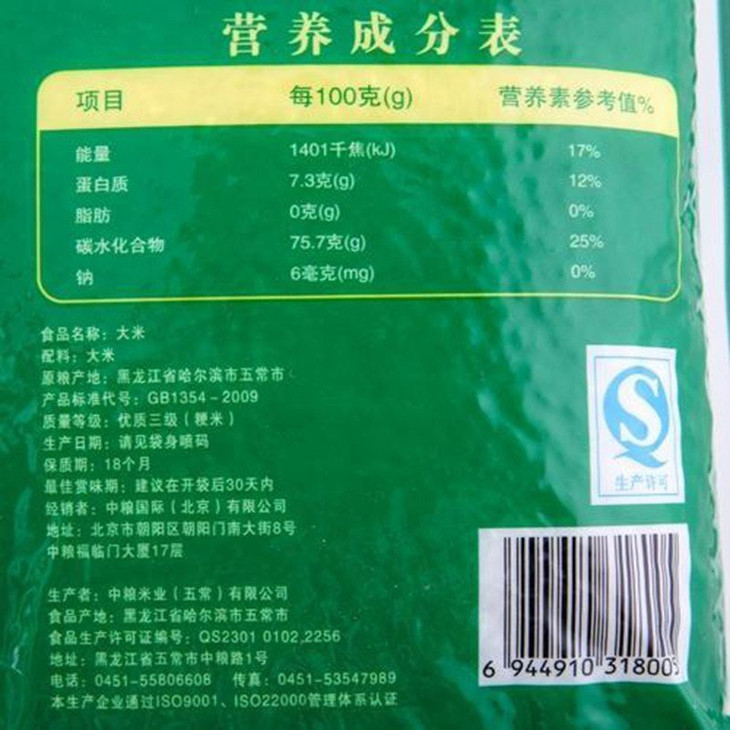 营养成分表
项目 每100克(g) 营养素参考值%
能量 1401千焦(kJ) 17%
蛋白质 7.3克(g) 12%
脂肪 0克(g) 0%
碳水化合物 75.7克(g) 25%
钠 6毫克(mg) 0%
食品名称：大米
配料：大米
原粮产地：黑龙江省哈尔滨市五常市
产品标准代号：GB1354-2009
质量等级：优质三级（粳米）
生产日期：请见袋身喷码
保质期：18个月
最佳赏味期：建议在开袋后30天内
经销者：中粮国际（北京）有限公司
地址：北京市朝阳区朝阳门南大街8号
中粮福临门大厦17层
生产许可
生产者：中粮米业（五常）有限公司
食品产地：黑龙江省哈尔滨市五常市
食品生产许可证编号：QS2301 0102 2256
地址：黑龙江省五常市中粮路1号
电话：0451-55806608 传真：0451-53547989
本生产企业通过ISO9001、ISO22000管理体系认证
6 944910 318005